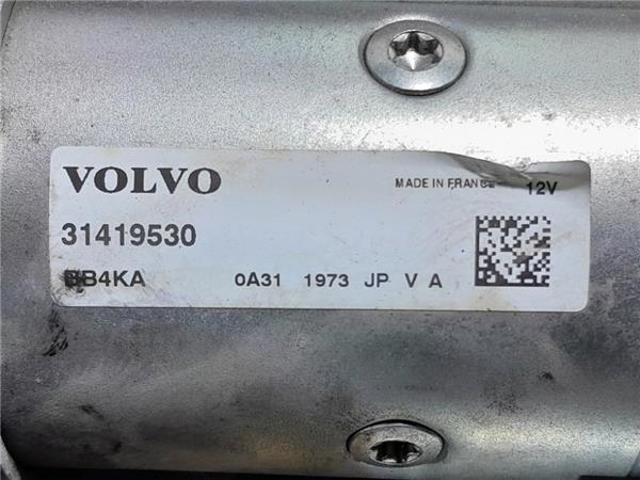 VOLVO
MADE IN FRANCE 12V
31419530
0A31 1973 JP V A